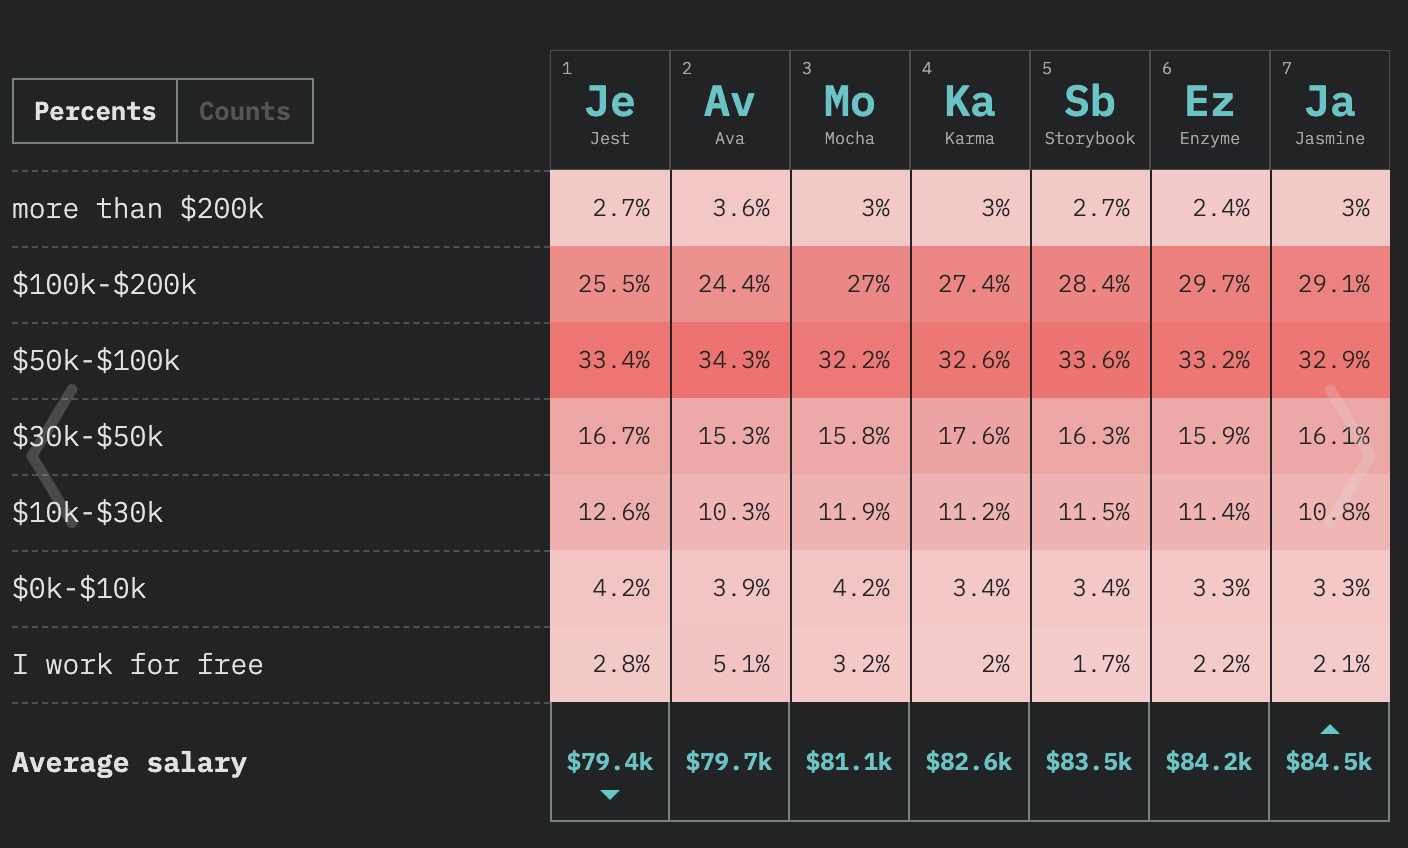 Percents Counts
1 2 3 4 5 6 7
Je Av Mo Ka Sb Ez Ja
Jest Ava Mocha Karma Storybook Enzyme Jasmine
more than $200k 2.7% 3.6% 3% 3% 2.7% 2.4% 3%
$100k-$200k 25.5% 24.4% 27% 27.4% 28.4% 29.7% 29.1%
$50k-$100k 33.4% 34.3% 32.2% 32.6% 33.6% 33.2% 32.9%
$30k-$50k 16.7% 15.3% 15.8% 17.6% 16.3% 15.9% 16.1%
$10k-$30k 12.6% 10.3% 11.9% 11.2% 11.5% 11.4% 10.8%
$0k-$10k 4.2% 3.9% 4.2% 3.4% 3.4% 3.3% 3.3%
I work for free 2.8% 5.1% 3.2% 2% 1.7% 2.2% 2.1%
Average salary $79.4k $79.7k $81.1k $82.6k $83.5k $84.2k $84.5k